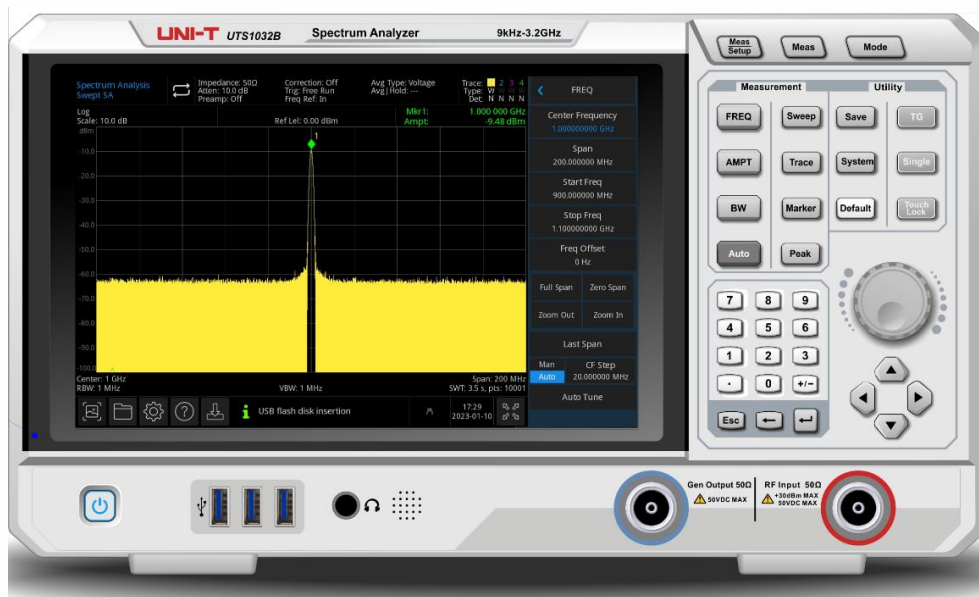 UNI-T UTS1032B Spectrum Analyzer 9kHz-3.2GHz
Spectrum Analysis
Swept SA
Impedance: 50Ω
Atten: 10.0 dB
Preamp: Off
Correction: Off
Trig: Free Run
Freq Ref: In
Avg Type: Voltage
Avg|Hold: ---
Trace: 1 2 3 4
Type: W W W W
Det: N N N N
Log
Scale: 10.0 dB
Ref Lel: 0.00 dBm
Mkr1: 1.000 000 GHz
Ampt: -9.48 dBm
dBm
1
-10.0
-20.0
-30.0
-40.0
-50.0
-60.0
-70.0
-80.0
-90.0
-100.0
Center: 1 GHz
RBW: 1 MHz
VBW: 1 MHz
Span: 200 MHz
SWT: 3.5 s, pts: 10001
USB flash disk insertion
17:29
2023-01-10
FREQ
Center Frequency
1.000000000 GHz
Span
200.000000 MHz
Start Freq
900.000000 MHz
Stop Freq
1.100000000 GHz
Freq Offset
0 Hz
Full Span Zero Span
Zoom Out Zoom In
Last Span
Man
Auto
CF Step
20.000000 MHz
Auto Tune
Meas
Setup
Meas
Mode
Measurement Utility
FREQ Sweep Save TG
AMPT Trace System Single
BW Marker Default Touch
Lock
Auto Peak
7 8 9
4 5 6
1 2 3
. 0 +/−
Esc
Gen Output 50Ω
50VDC MAX
RF Input 50Ω
+30dBm MAX
50VDC MAX